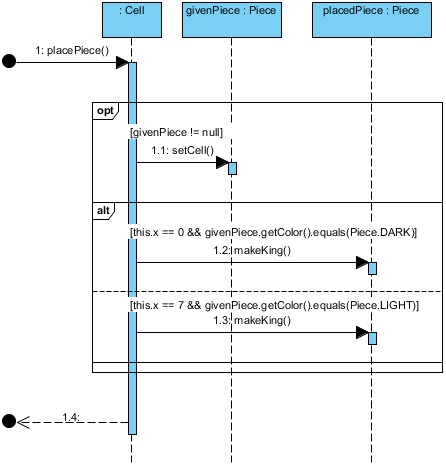 : Cell
givenPiece : Piece
placedPiece : Piece
1: placePiece()
opt
[givenPiece != null]
1.1: setCell()
alt
[this.x == 0 && givenPiece.getColor().equals(Piece.DARK)]
1.2: makeKing()
[this.x == 7 && givenPiece.getColor().equals(Piece.LIGHT)]
1.3: makeKing()
1.4: